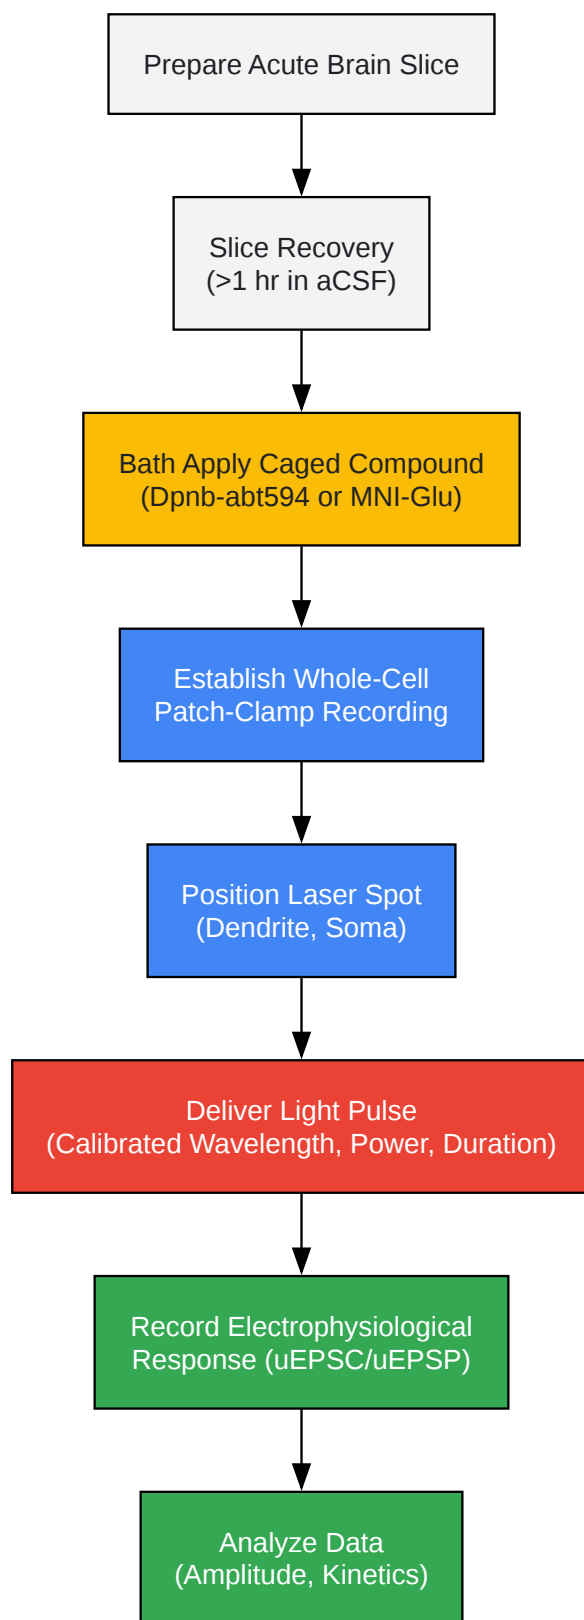 Prepare Acute Brain Slice
Slice Recovery
(>1 hr in aCSF)
Bath Apply Caged Compound
(Dpnb-abt594 or MNI-Glu)
Establish Whole-Cell
Patch-Clamp Recording
Position Laser Spot
(Dendrite, Soma)
Deliver Light Pulse
(Calibrated Wavelength, Power, Duration)
Record Electrophysiological
Response (uEPSC/uEPSP)
Analyze Data
(Amplitude, Kinetics)